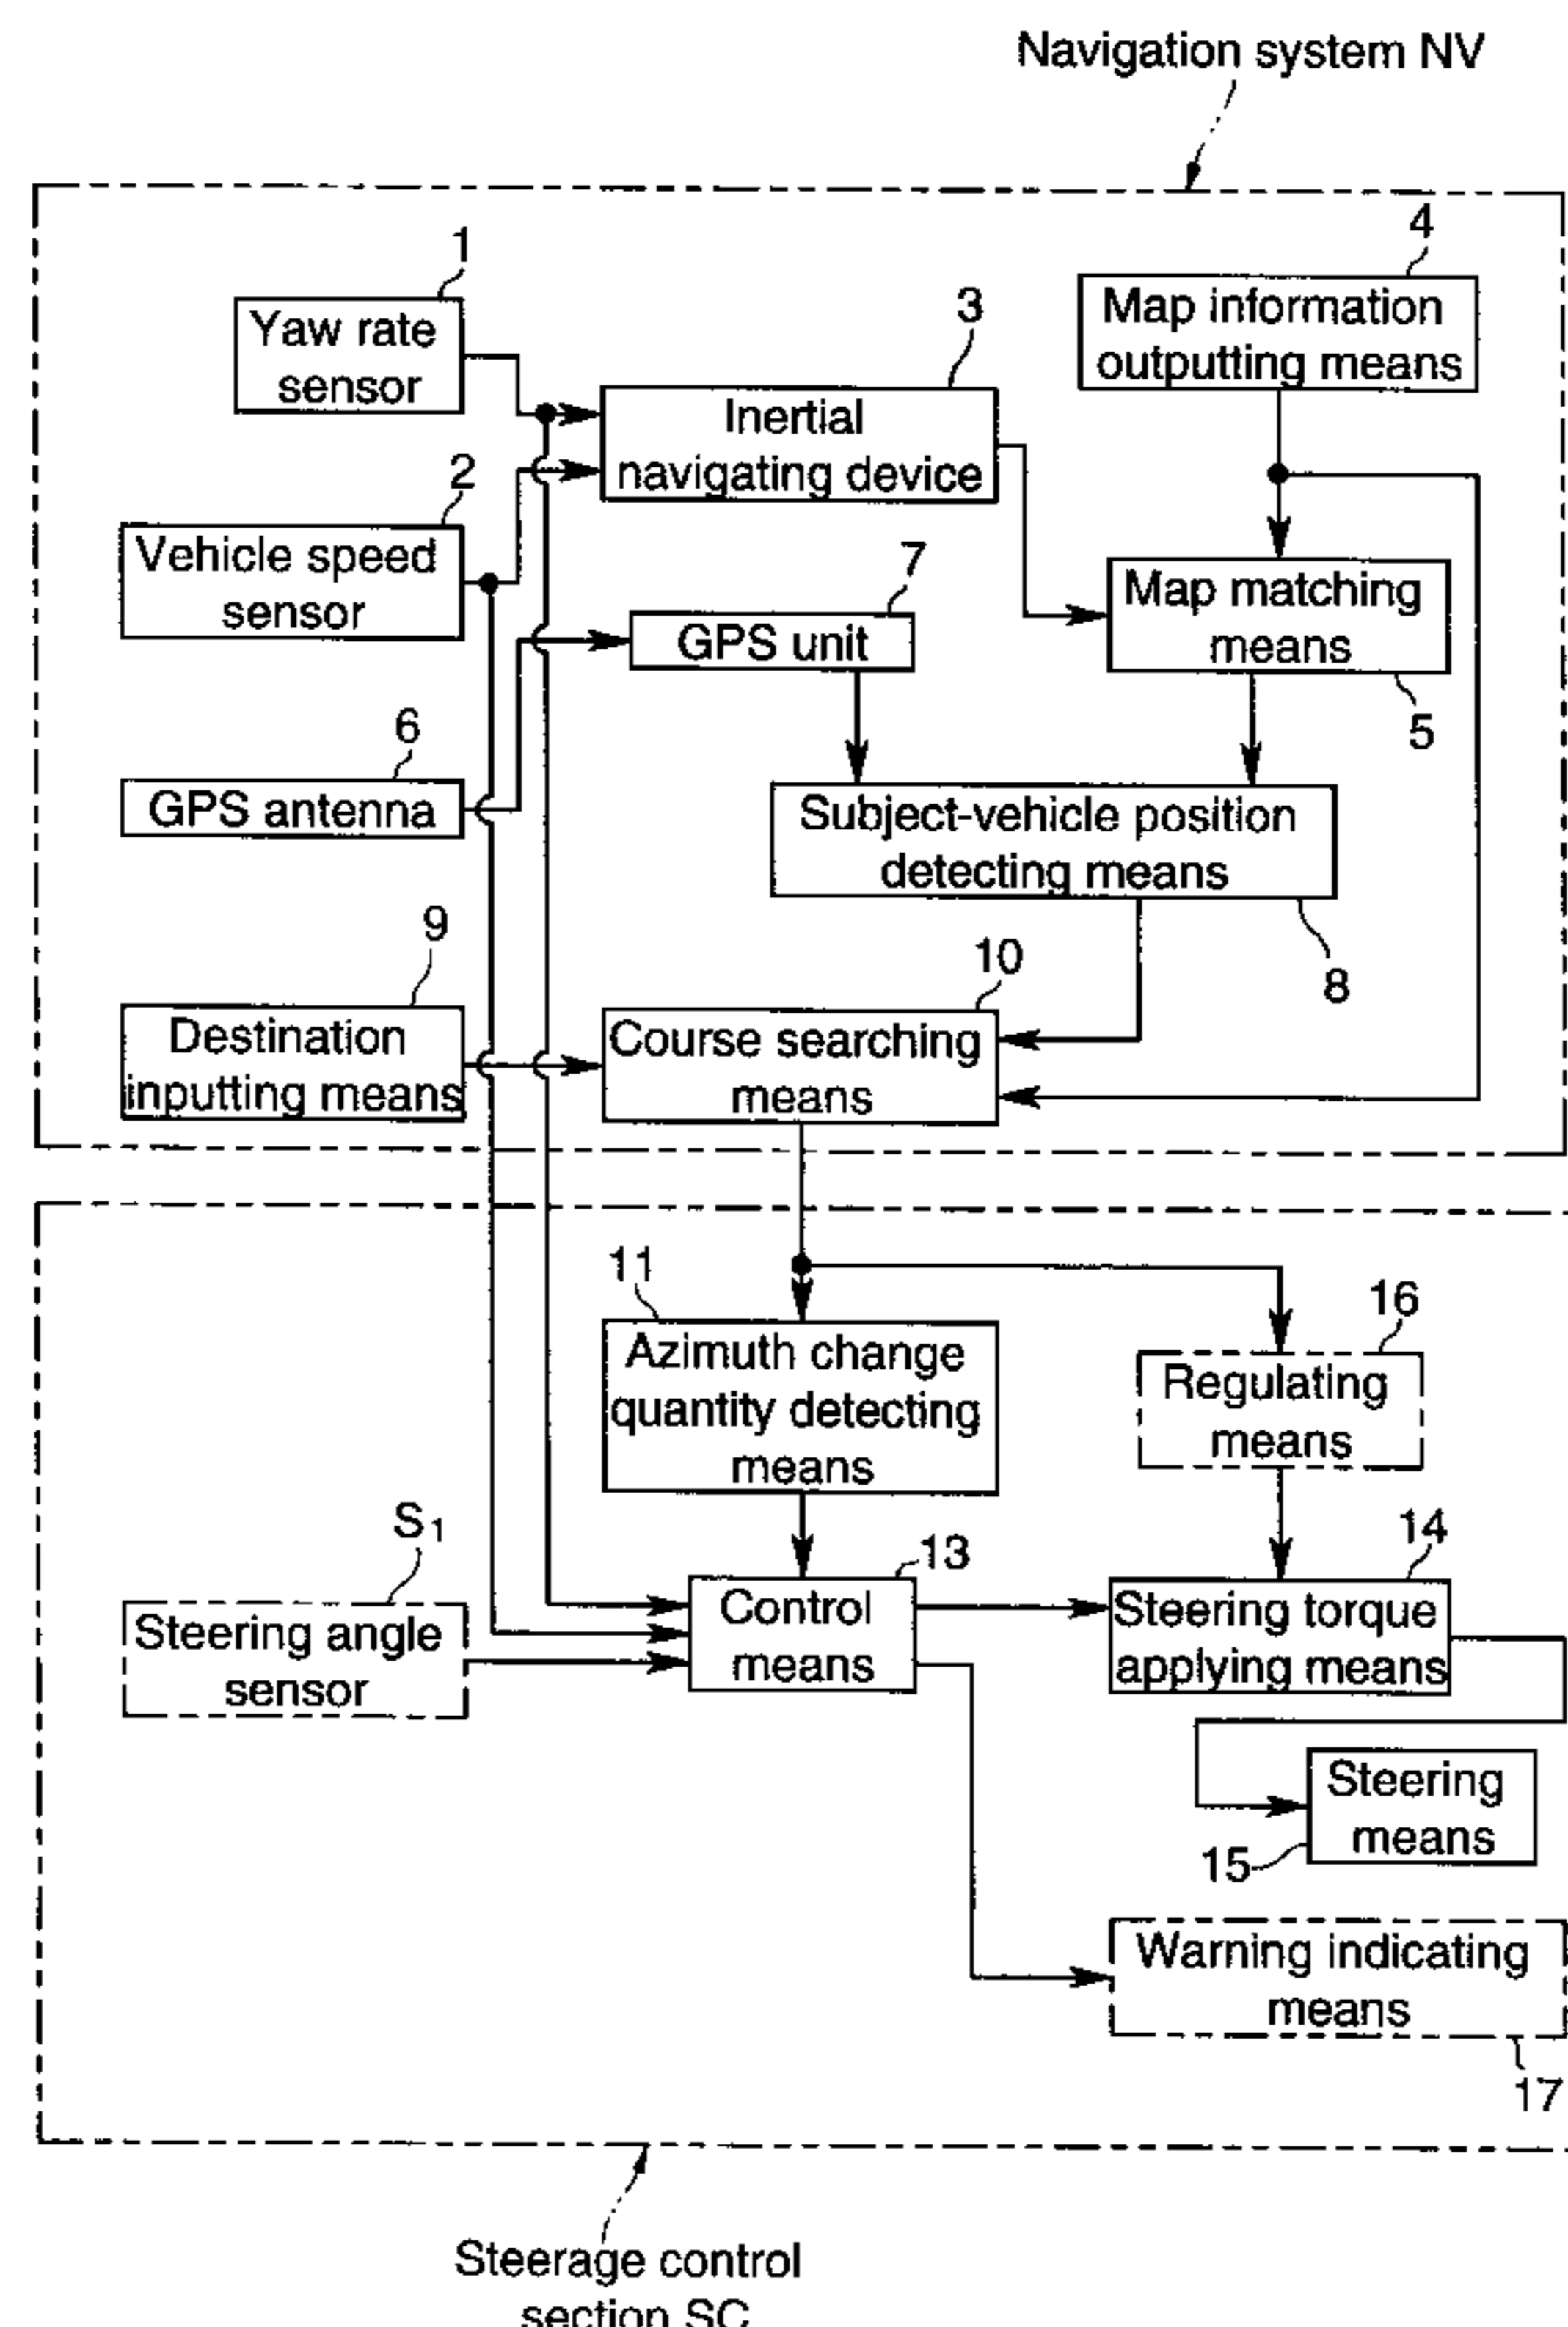 Navigation system NV
1
4
Yaw rate
sensor
3
Map information
outputting means
Inertial
navigating device
2
Vehicle speed
sensor
7
GPS unit
Map matching
means
5
6
GPS antenna
Subject-vehicle position
detecting means
8
9
10
Destination
inputting means
Course searching
means
11
16
Azimuth change
quantity detecting
means
Regulating
means
S1
13
14
Steering angle
sensor
Control
means
Steering torque
applying means
Steering
means
15
Warning indicating
means
17
Steerage control
section SC